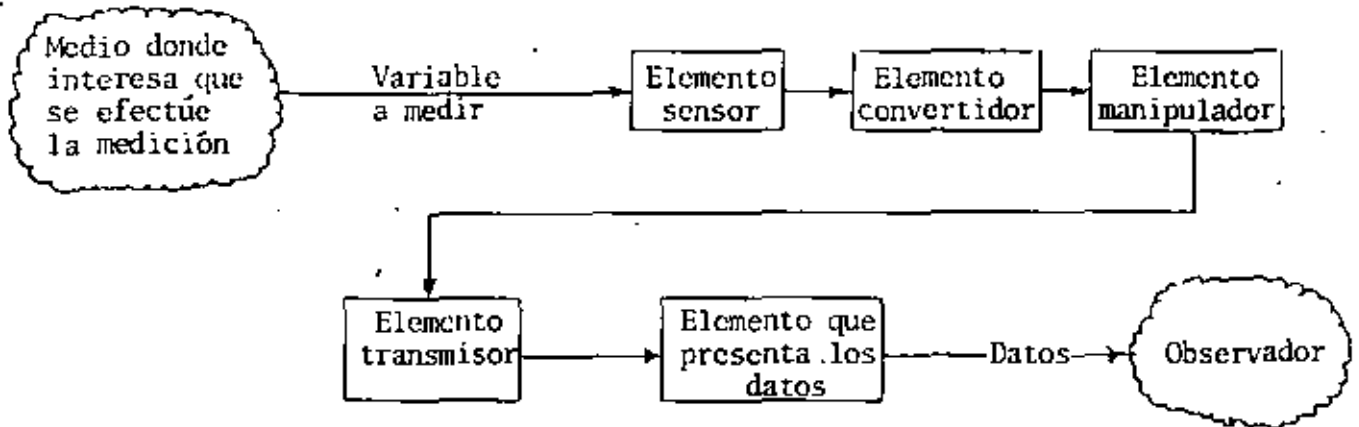 Medio donde
interesa que
se efectúe
la medición
Variable
a medir
Elemento
sensor
Elemento
convertidor
Elemento
manipulador
Elemento
transmisor
Elemento que
presenta los
datos
Datos
Observador